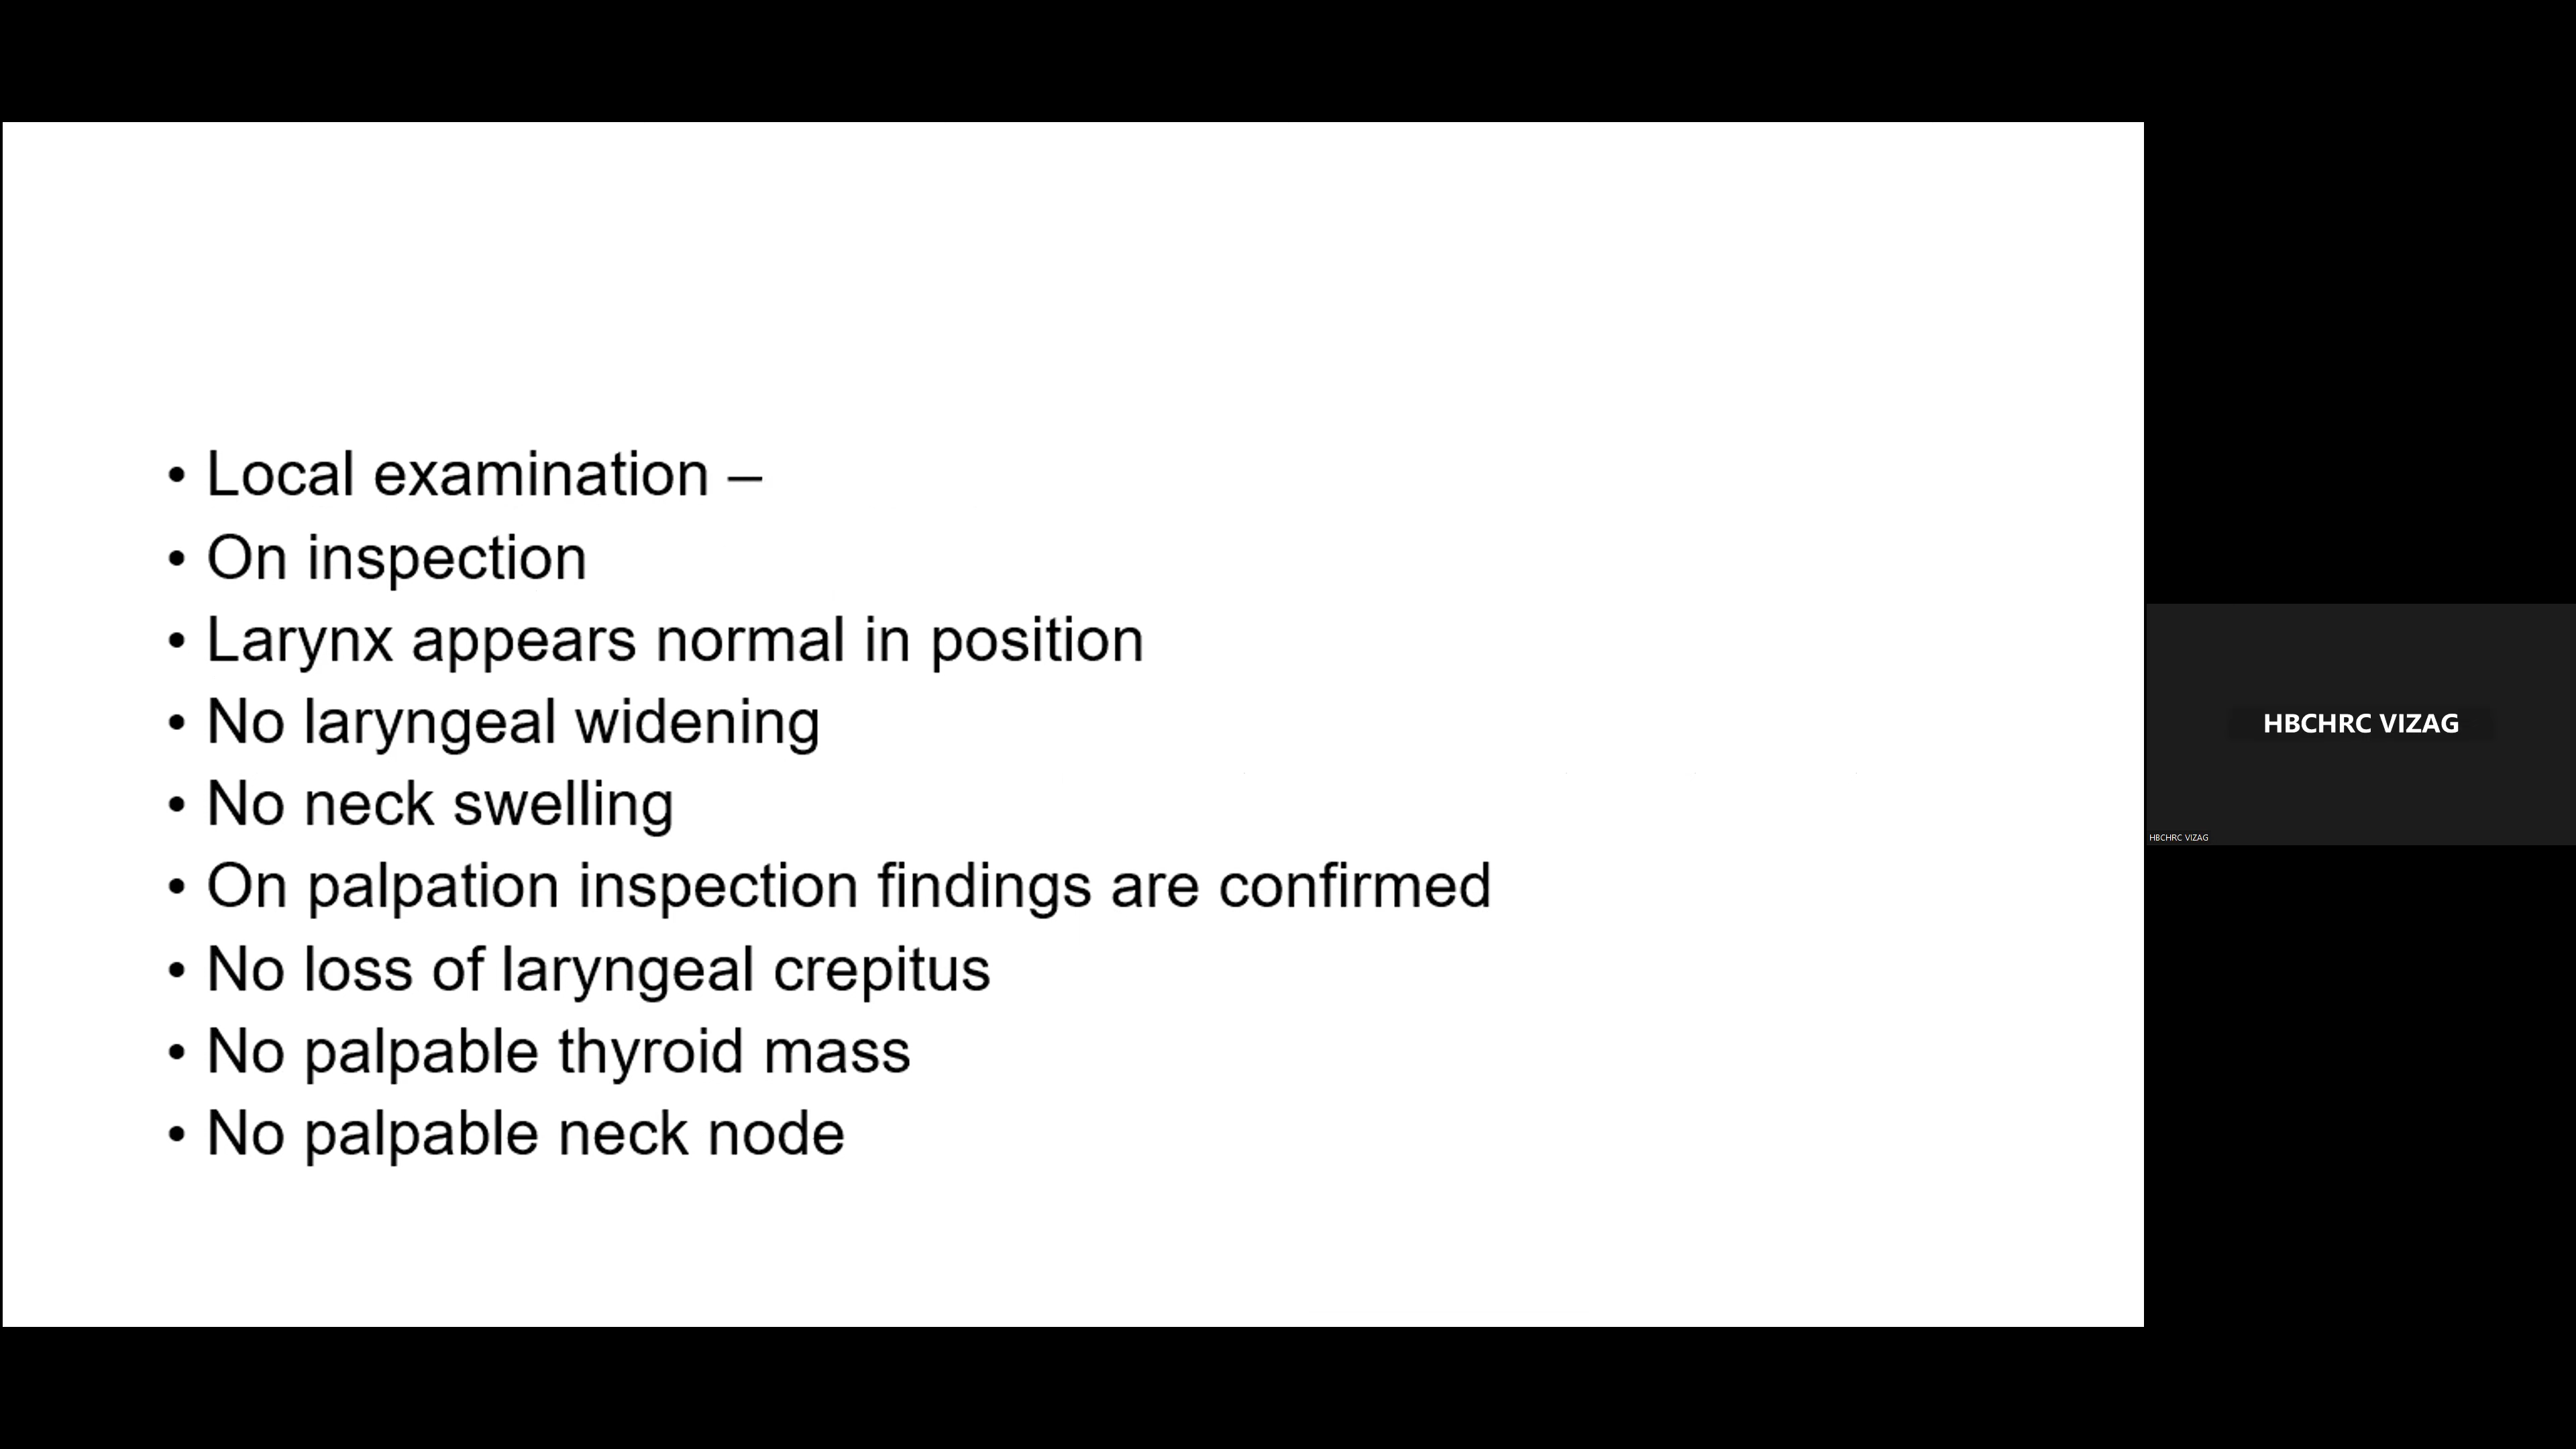 • Local examination –
• On inspection
• Larynx appears normal in position
• No laryngeal widening
• No neck swelling
• On palpation inspection findings are confirmed
• No loss of laryngeal crepitus
• No palpable thyroid mass
• No palpable neck node
HBCHRC VIZAG
HBCHRC VIZAG